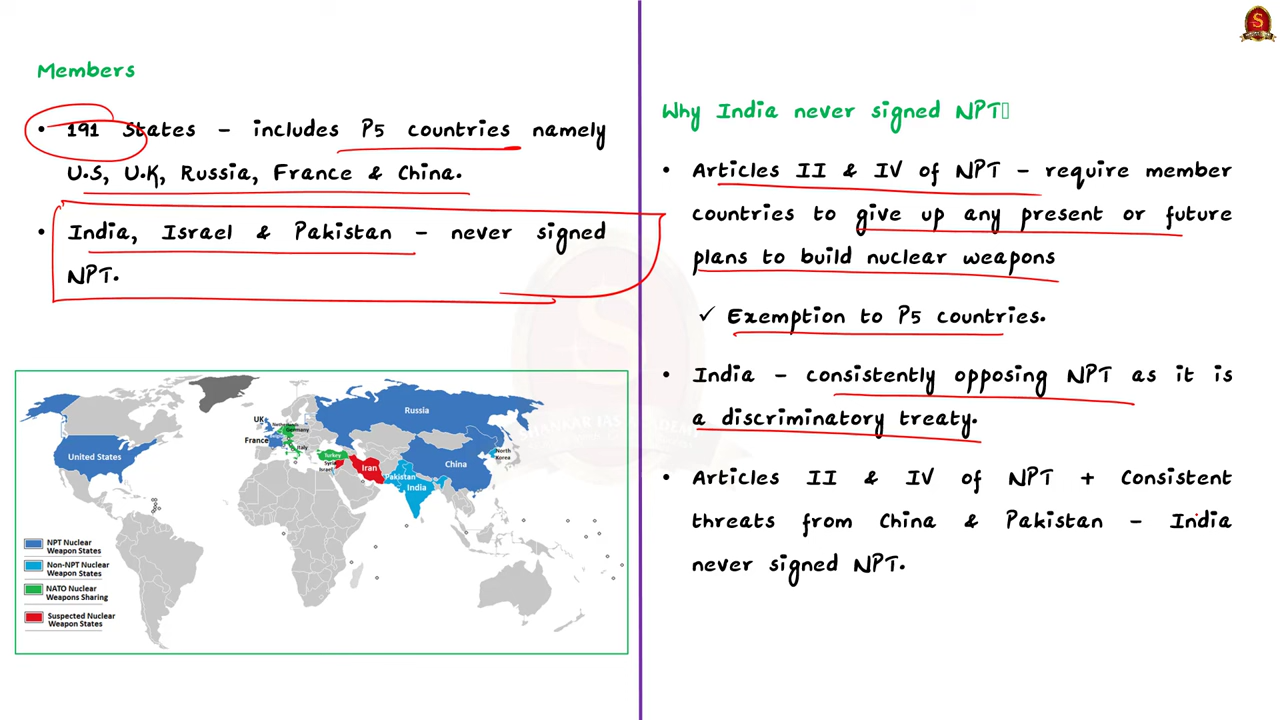 Members
• 191 States - includes P5 countries namely
U.S, U.K, Russia, France & China.
• India, Israel & Pakistan - never signed
NPT.
Russia
UK
Netherlands
Germany
France
Italy
Turkey
Syria
Israel
Iran
Pakistan
India
China
North
Korea
United States
NPT Nuclear
Weapon States
Non-NPT Nuclear
Weapon States
NATO Nuclear
Weapons Sharing
Suspected Nuclear
Weapon States
Why India never signed NPT
• Articles II & IV of NPT - require member
countries to give up any present or future
plans to build nuclear weapons
✓ Exemption to P5 countries.
• India - consistently opposing NPT as it is
a discriminatory treaty.
• Articles II & IV of NPT + Consistent
threats from China & Pakistan - India
never signed NPT.
S